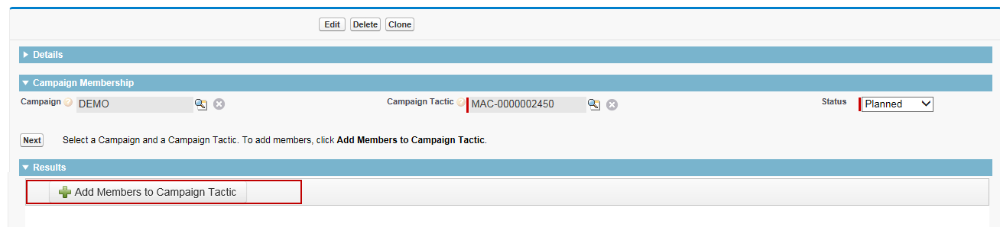 Edit Delete Clone
Details
Campaign Membership
Campaign ? DEMO Campaign Tactic ? MAC-0000002450 Status Planned
Next Select a Campaign and a Campaign Tactic. To add members, click Add Members to Campaign Tactic.
Results
Add Members to Campaign Tactic